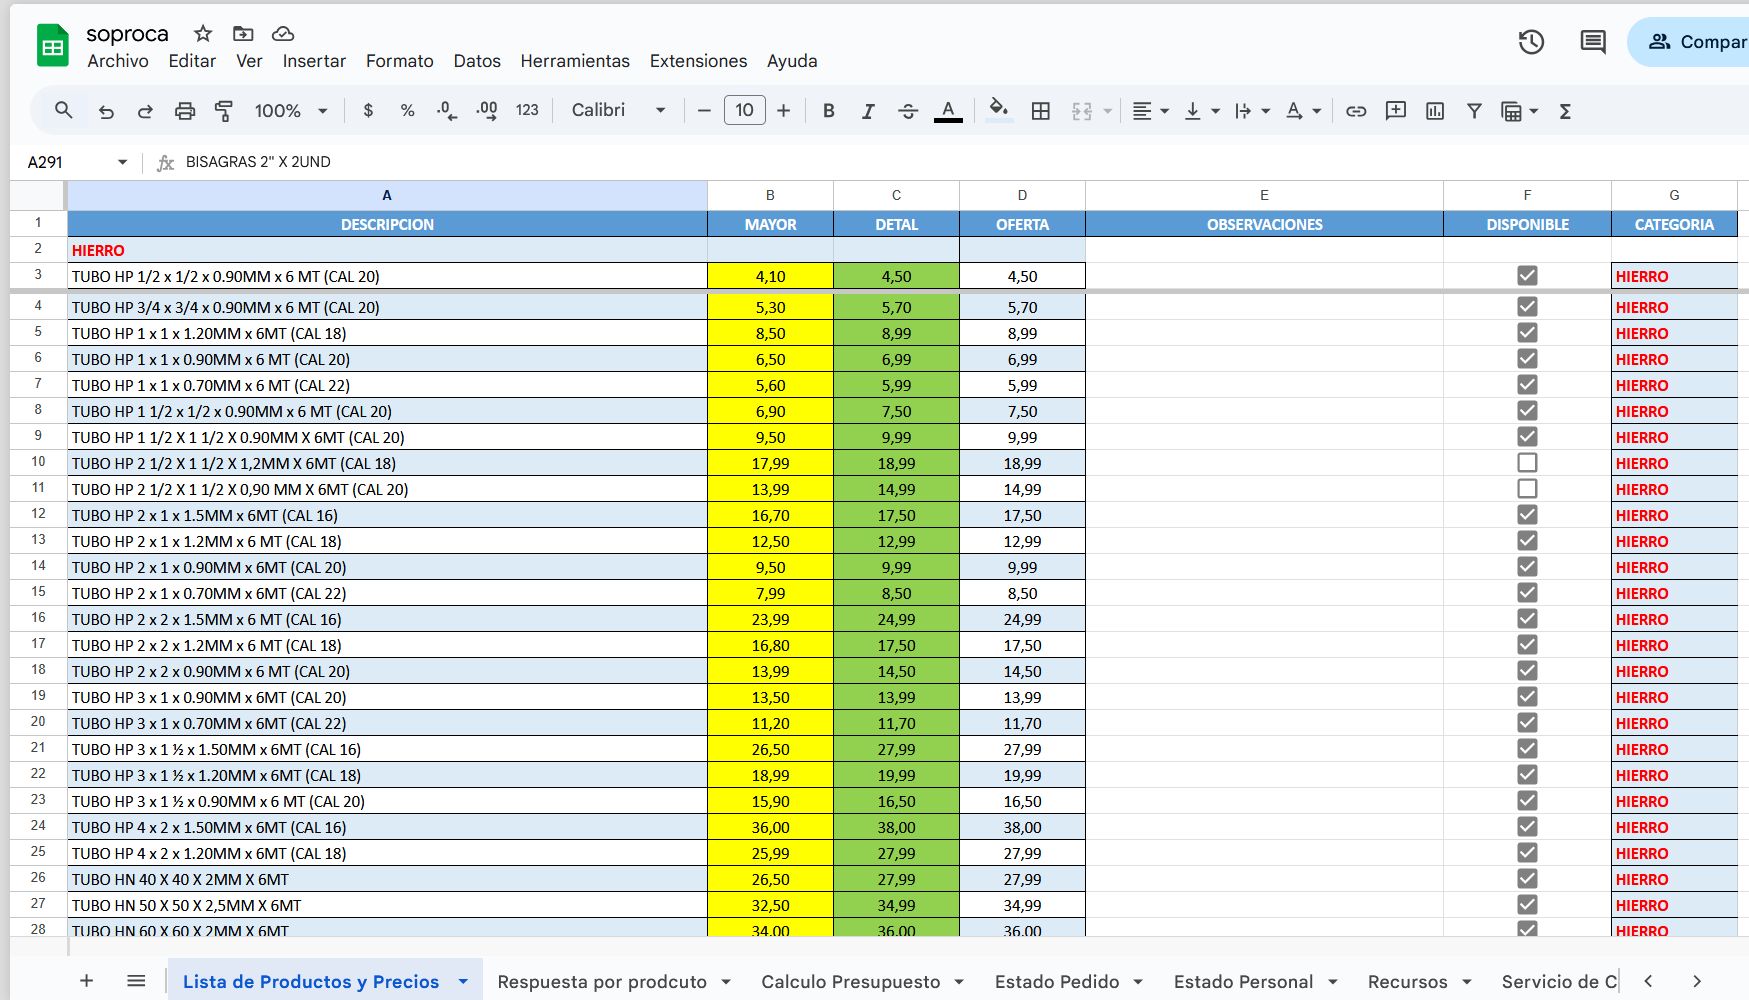 soproca
Archivo Editar Ver Insertar Formato Datos Herramientas Extensiones Ayuda
Compar
100% $ % .0 .00 123 Calibri 10 B I S A Σ
A291 fx BISAGRAS 2" X 2UND
A B C D E F G
1 DESCRIPCION MAYOR DETAL OFERTA OBSERVACIONES DISPONIBLE CATEGORIA
2 HIERRO
3 TUBO HP 1/2 x 1/2 x 0.90MM x 6 MT (CAL 20) 4,10 4,50 4,50 HIERRO
4 TUBO HP 3/4 x 3/4 x 0.90MM x 6 MT (CAL 20) 5,30 5,70 5,70 HIERRO
5 TUBO HP 1 x 1 x 1.20MM x 6MT (CAL 18) 8,50 8,99 8,99 HIERRO
6 TUBO HP 1 x 1 x 0.90MM x 6 MT (CAL 20) 6,50 6,99 6,99 HIERRO
7 TUBO HP 1 x 1 x 0.70MM x 6 MT (CAL 22) 5,60 5,99 5,99 HIERRO
8 TUBO HP 1 1/2 x 1/2 x 0.90MM x 6 MT (CAL 20) 6,90 7,50 7,50 HIERRO
9 TUBO HP 1 1/2 X 1 1/2 X 0.90MM X 6MT (CAL 20) 9,50 9,99 9,99 HIERRO
10 TUBO HP 2 1/2 X 1 1/2 X 1,2MM X 6MT (CAL 18) 17,99 18,99 18,99 HIERRO
11 TUBO HP 2 1/2 X 1 1/2 X 0,90 MM X 6MT (CAL 20) 13,99 14,99 14,99 HIERRO
12 TUBO HP 2 x 1 x 1.5MM x 6MT (CAL 16) 16,70 17,50 17,50 HIERRO
13 TUBO HP 2 x 1 x 1.2MM x 6 MT (CAL 18) 12,50 12,99 12,99 HIERRO
14 TUBO HP 2 x 1 x 0.90MM x 6MT (CAL 20) 9,50 9,99 9,99 HIERRO
15 TUBO HP 2 x 1 x 0.70MM x 6MT (CAL 22) 7,99 8,50 8,50 HIERRO
16 TUBO HP 2 x 2 x 1.5MM x 6 MT (CAL 16) 23,99 24,99 24,99 HIERRO
17 TUBO HP 2 x 2 x 1.2MM x 6 MT (CAL 18) 16,80 17,50 17,50 HIERRO
18 TUBO HP 2 x 2 x 0.90MM x 6 MT (CAL 20) 13,99 14,50 14,50 HIERRO
19 TUBO HP 3 x 1 x 0.90MM x 6MT (CAL 20) 13,50 13,99 13,99 HIERRO
20 TUBO HP 3 x 1 x 0.70MM x 6MT (CAL 22) 11,20 11,70 11,70 HIERRO
21 TUBO HP 3 x 1 ½ x 1.50MM x 6MT (CAL 16) 26,50 27,99 27,99 HIERRO
22 TUBO HP 3 x 1 ½ x 1.20MM x 6MT (CAL 18) 18,99 19,99 19,99 HIERRO
23 TUBO HP 3 x 1 ½ x 0.90MM x 6 MT (CAL 20) 15,90 16,50 16,50 HIERRO
24 TUBO HP 4 x 2 x 1.50MM x 6MT (CAL 16) 36,00 38,00 38,00 HIERRO
25 TUBO HP 4 x 2 x 1.20MM x 6MT (CAL 18) 25,99 27,99 27,99 HIERRO
26 TUBO HN 40 X 40 X 2MM X 6MT 26,50 27,99 27,99 HIERRO
27 TUBO HN 50 X 50 X 2,5MM X 6MT 32,50 34,99 34,99 HIERRO
28 TUBO HN 60 X 60 X 2MM X 6MT 34,00 36,00 36,00 HIERRO
Lista de Productos y Precios Respuesta por prodcuto Calculo Presupuesto Estado Pedido Estado Personal Recursos Servicio de C